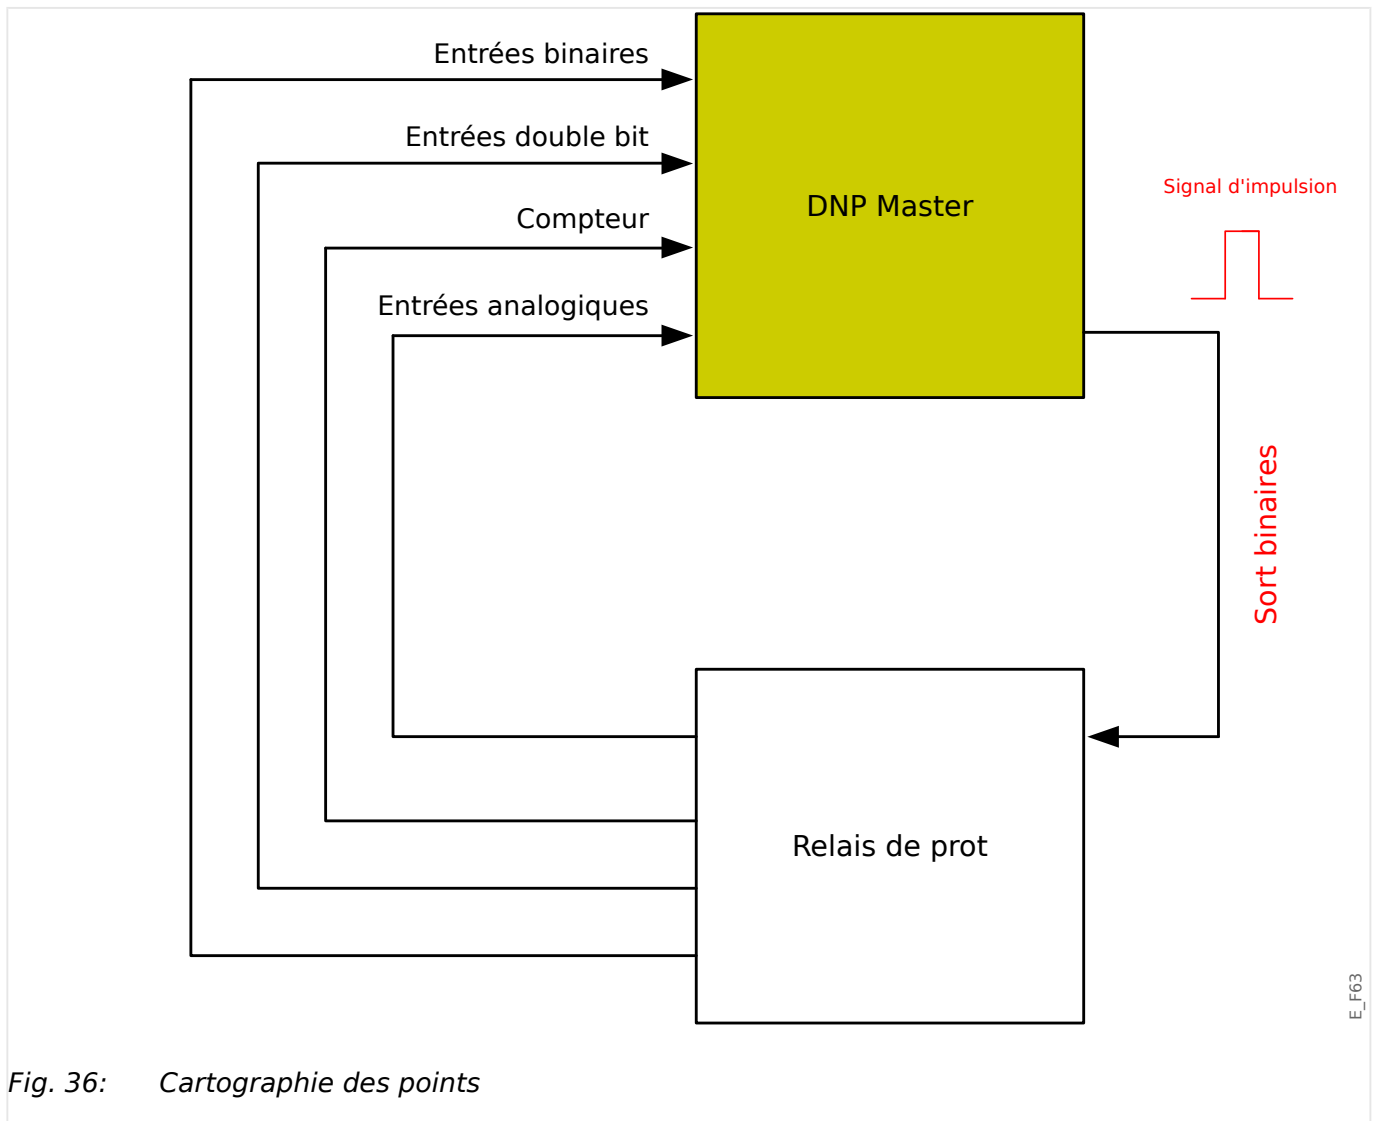 Entrées binaires
Entrées double bit
Compteur
Entrées analogiques
DNP Master
Signal d'impulsion
Sort binaires
Relais de prot
E_F63
Fig. 36: Cartographie des points